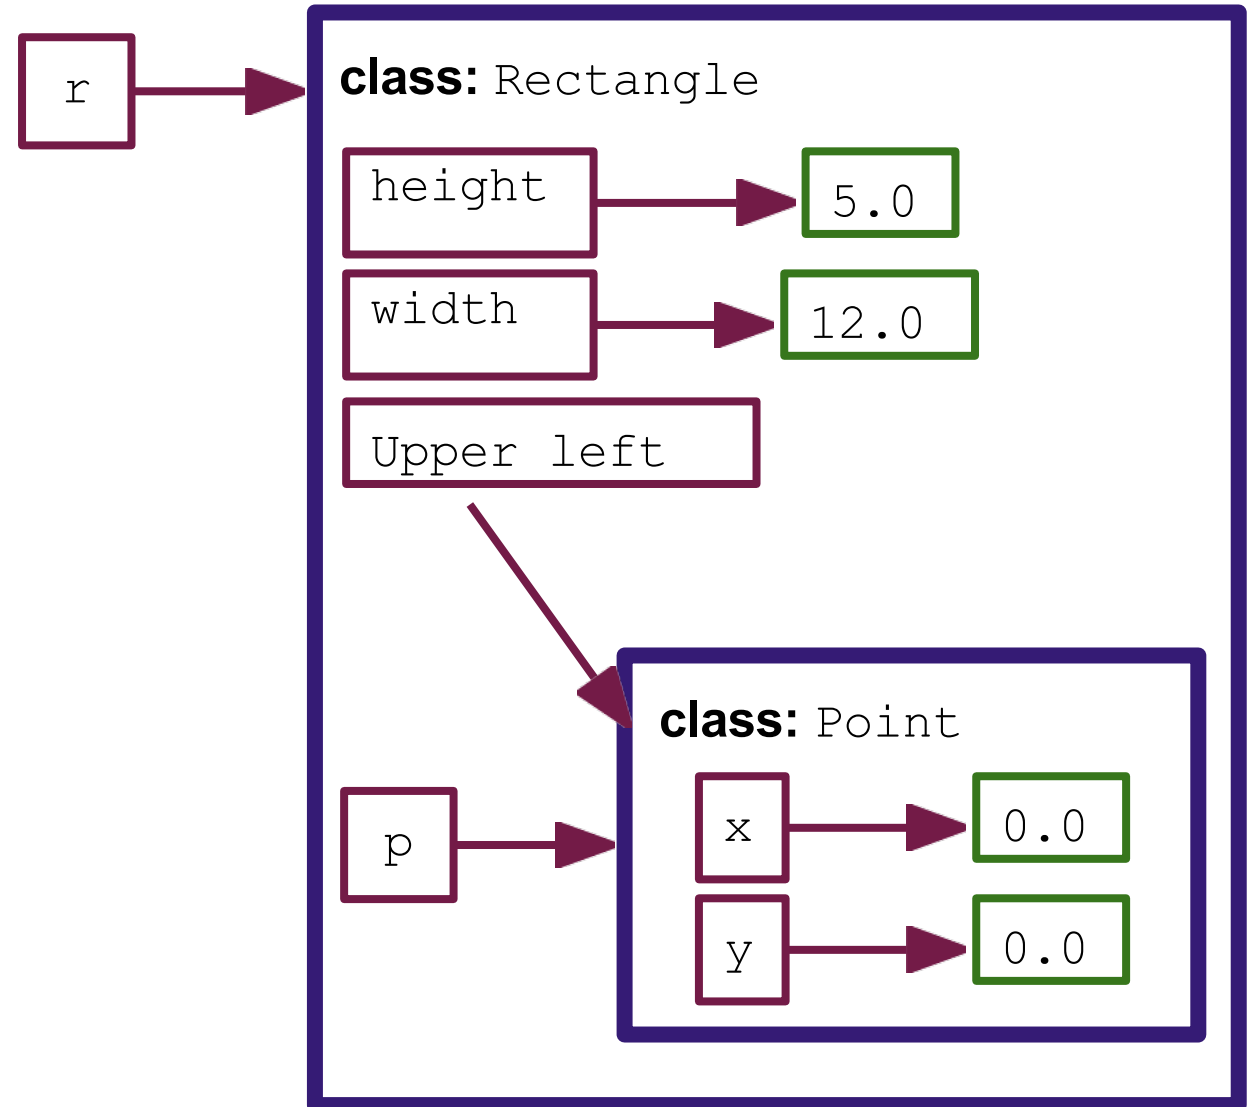 r
class: Rectangle
height
5.0
width
12.0
Upper left
class: Point
p
x
0.0
y
0.0